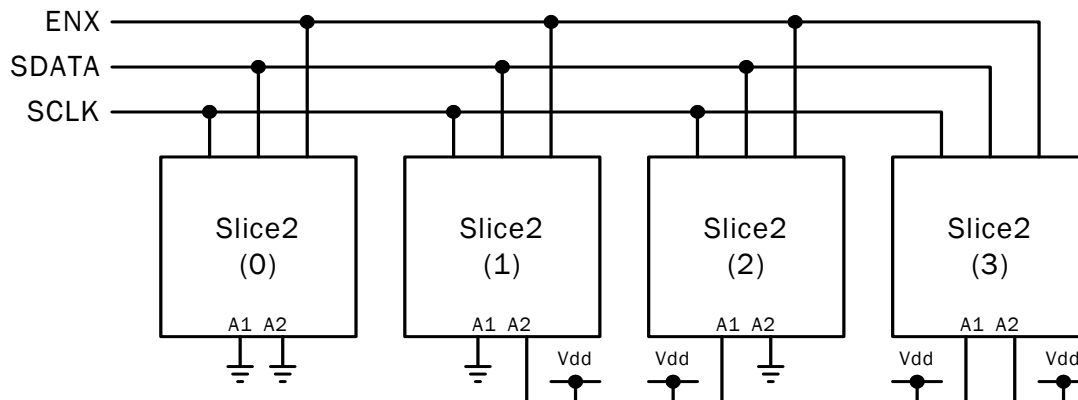 ENX
SDATA
SCLK
Slice2 Slice2 Slice2 Slice2
(0) (1) (2) (3)
A1 A2 A1 A2 A1 A2 A1 A2
Vdd Vdd Vdd Vdd